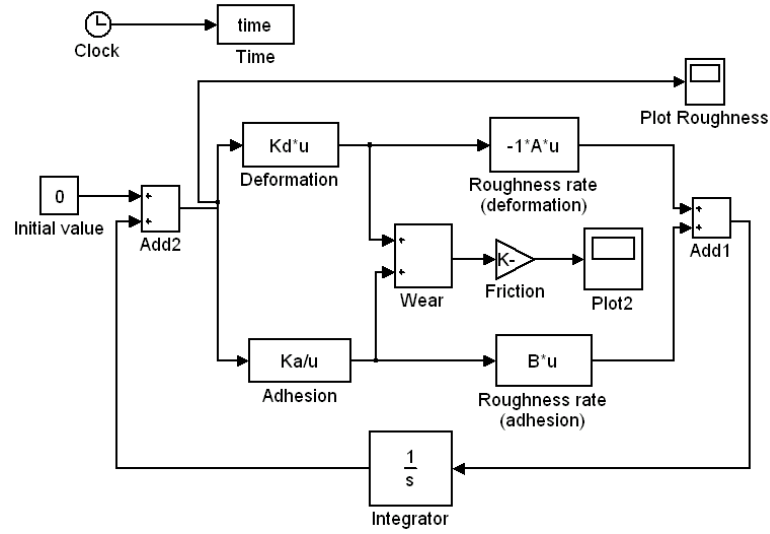 time
Clock
Time
Plot Roughness
Kd*u
Deformation
-1*A*u
Roughness rate
(deformation)
0
Initial value
+
+
Add2
+
+
Wear
K-
Friction
Plot2
+
+
Add1
Ka/u
Adhesion
B*u
Roughness rate
(adhesion)
1
s
Integrator